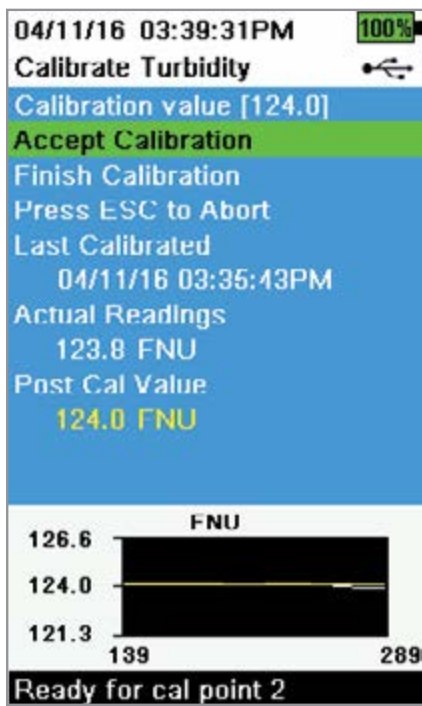 04/11/16 03:39:31PM 100%
Calibrate Turbidity
Calibration value [124.0]
Accept Calibration
Finish Calibration
Press ESC to Abort
Last Calibrated
04/11/16 03:35:43PM
Actual Readings
123.8 FNU
Post Cal Value
124.0 FNU
FNU
126.6
124.0
121.3
139 289
Ready for cal point 2